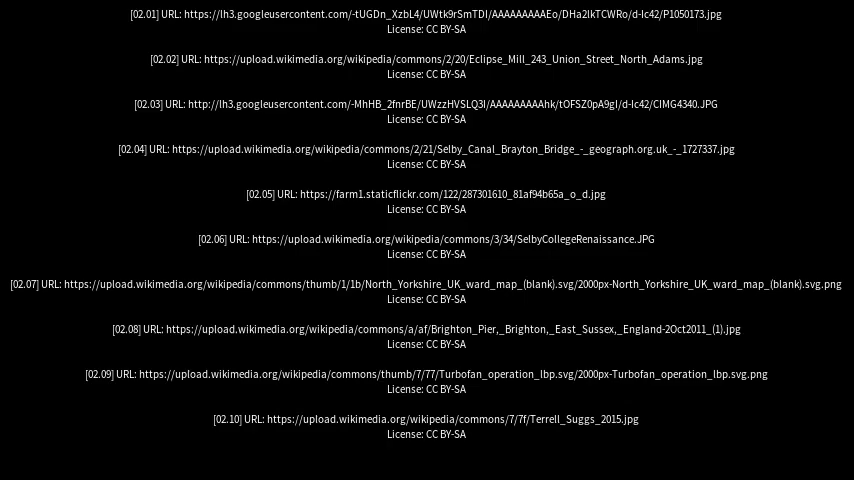 [02.01] URL: https://lh3.googleusercontent.com/-tUGDn_XzbL4/UWtk9rSmTDI/AAAAAAAAAEo/DHa2lkTCWRo/d-Ic42/P1050173.jpg
License: CC BY-SA
[02.02] URL: https://upload.wikimedia.org/wikipedia/commons/2/20/Eclipse_Mill_243_Union_Street_North_Adams.jpg
License: CC BY-SA
[02.03] URL: http://lh3.googleusercontent.com/-MhHB_2fnrBE/UWzzHVSLQ3I/AAAAAAAAAhk/tOFSZ0pA9gI/d-Ic42/CIMG4340.JPG
License: CC BY-SA
[02.04] URL: https://upload.wikimedia.org/wikipedia/commons/2/21/Selby_Canal_Brayton_Bridge_-_geograph.org.uk_-_1727337.jpg
License: CC BY-SA
[02.05] URL: https://farm1.staticflickr.com/122/287301610_81af94b65a_o_d.jpg
License: CC BY-SA
[02.06] URL: https://upload.wikimedia.org/wikipedia/commons/3/34/SelbyCollegeRenaissance.JPG
License: CC BY-SA
[02.07] URL: https://upload.wikimedia.org/wikipedia/commons/thumb/1/1b/North_Yorkshire_UK_ward_map_(blank).svg/2000px-North_Yorkshire_UK_ward_map_(blank).svg.png
License: CC BY-SA
[02.08] URL: https://upload.wikimedia.org/wikipedia/commons/a/af/Brighton_Pier,_Brighton,_East_Sussex,_England-2Oct2011_(1).jpg
License: CC BY-SA
[02.09] URL: https://upload.wikimedia.org/wikipedia/commons/thumb/7/77/Turbofan_operation_lbp.svg/2000px-Turbofan_operation_lbp.svg.png
License: CC BY-SA
[02.10] URL: https://upload.wikimedia.org/wikipedia/commons/7/7f/Terrell_Suggs_2015.jpg
License: CC BY-SA